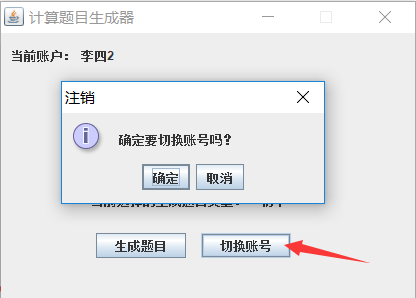 计算题目生成器
当前账户： 李四2
注销
确定要切换账号吗?
确定 取消
生成题目 切换账号